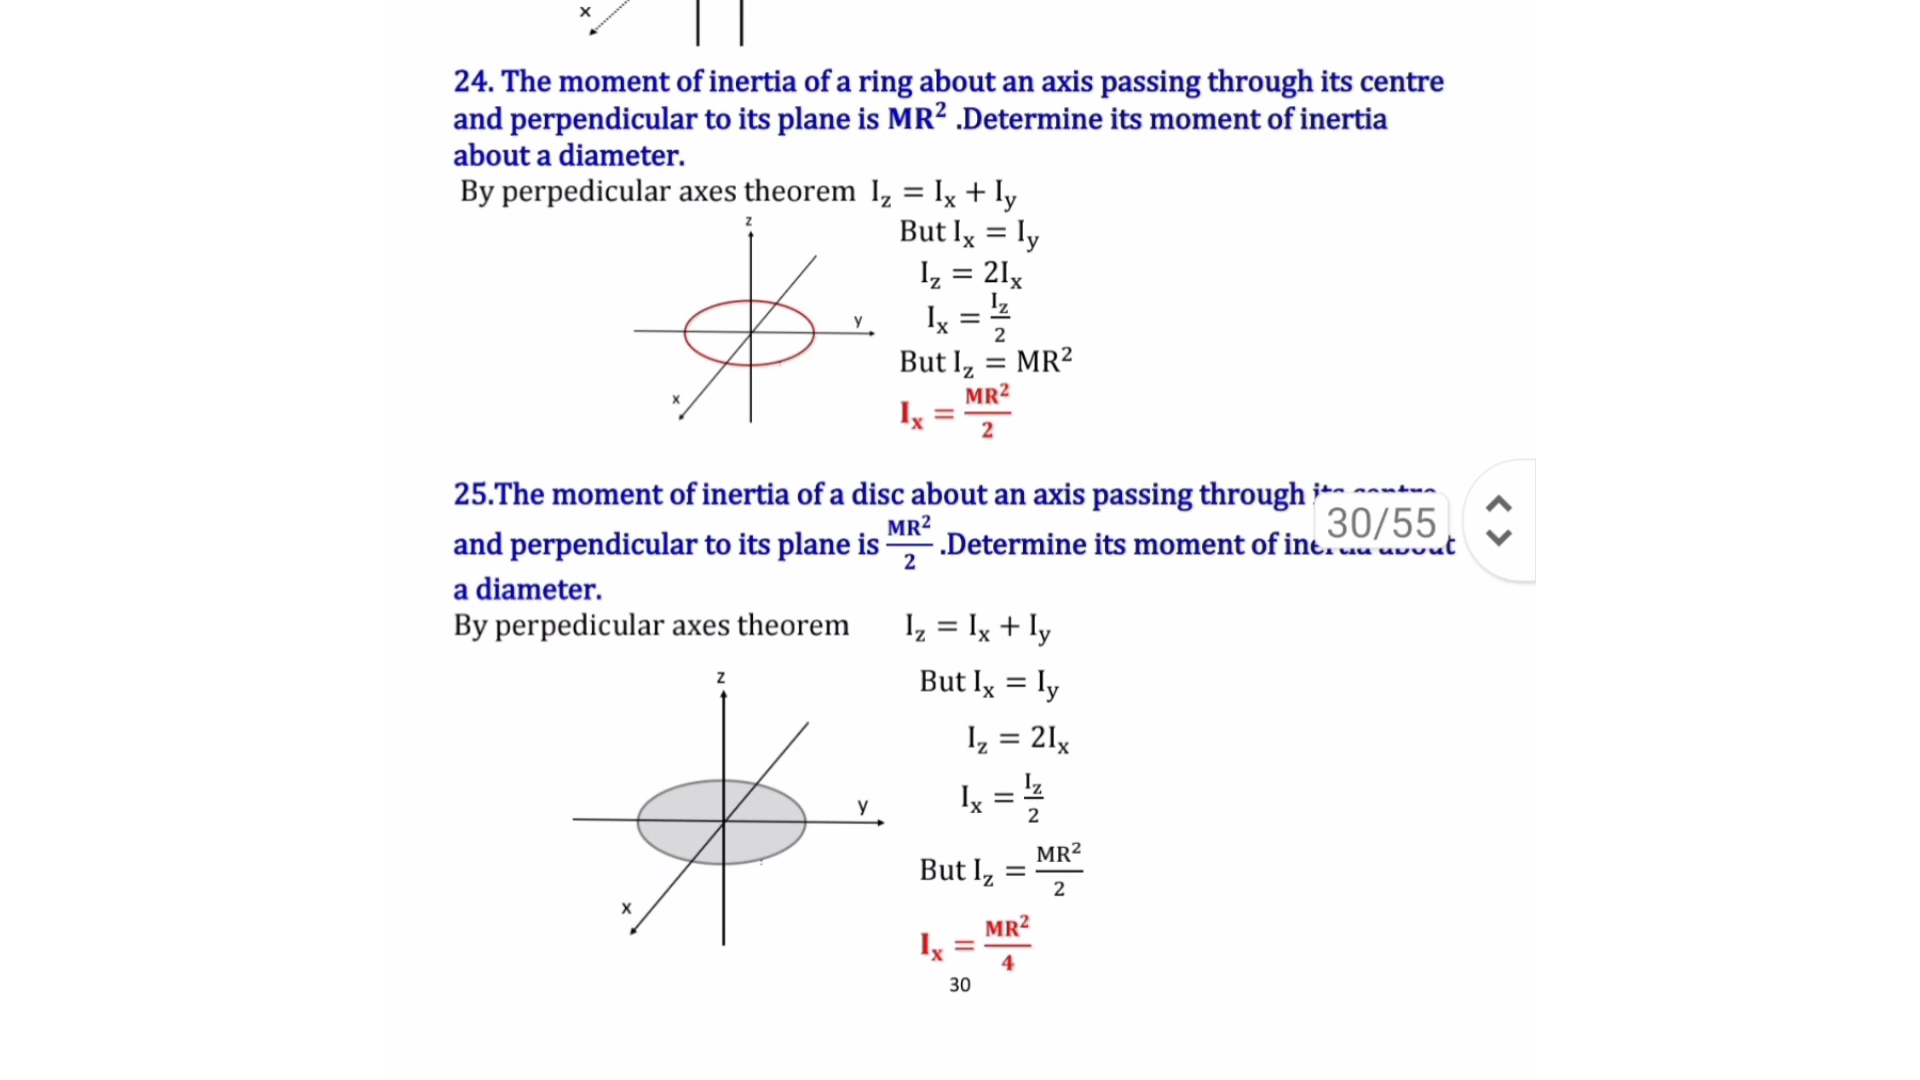 x
24. The moment of inertia of a ring about an axis passing through its centre
and perpendicular to its plane is MR² .Determine its moment of inertia
about a diameter.
By perpedicular axes theorem I_z = I_x + I_y
z
But I_x = I_y
I_z = 2I_x
y
I_x = I_z/2
But I_z = MR²
x
I_x = MR²/2
25.The moment of inertia of a disc about an axis passing through its centre
30/55
and perpendicular to its plane is MR²/2 .Determine its moment of inertia about
a diameter.
By perpedicular axes theorem I_z = I_x + I_y
z
But I_x = I_y
I_z = 2I_x
y
I_x = I_z/2
But I_z = MR²/2
x
I_x = MR²/4
30